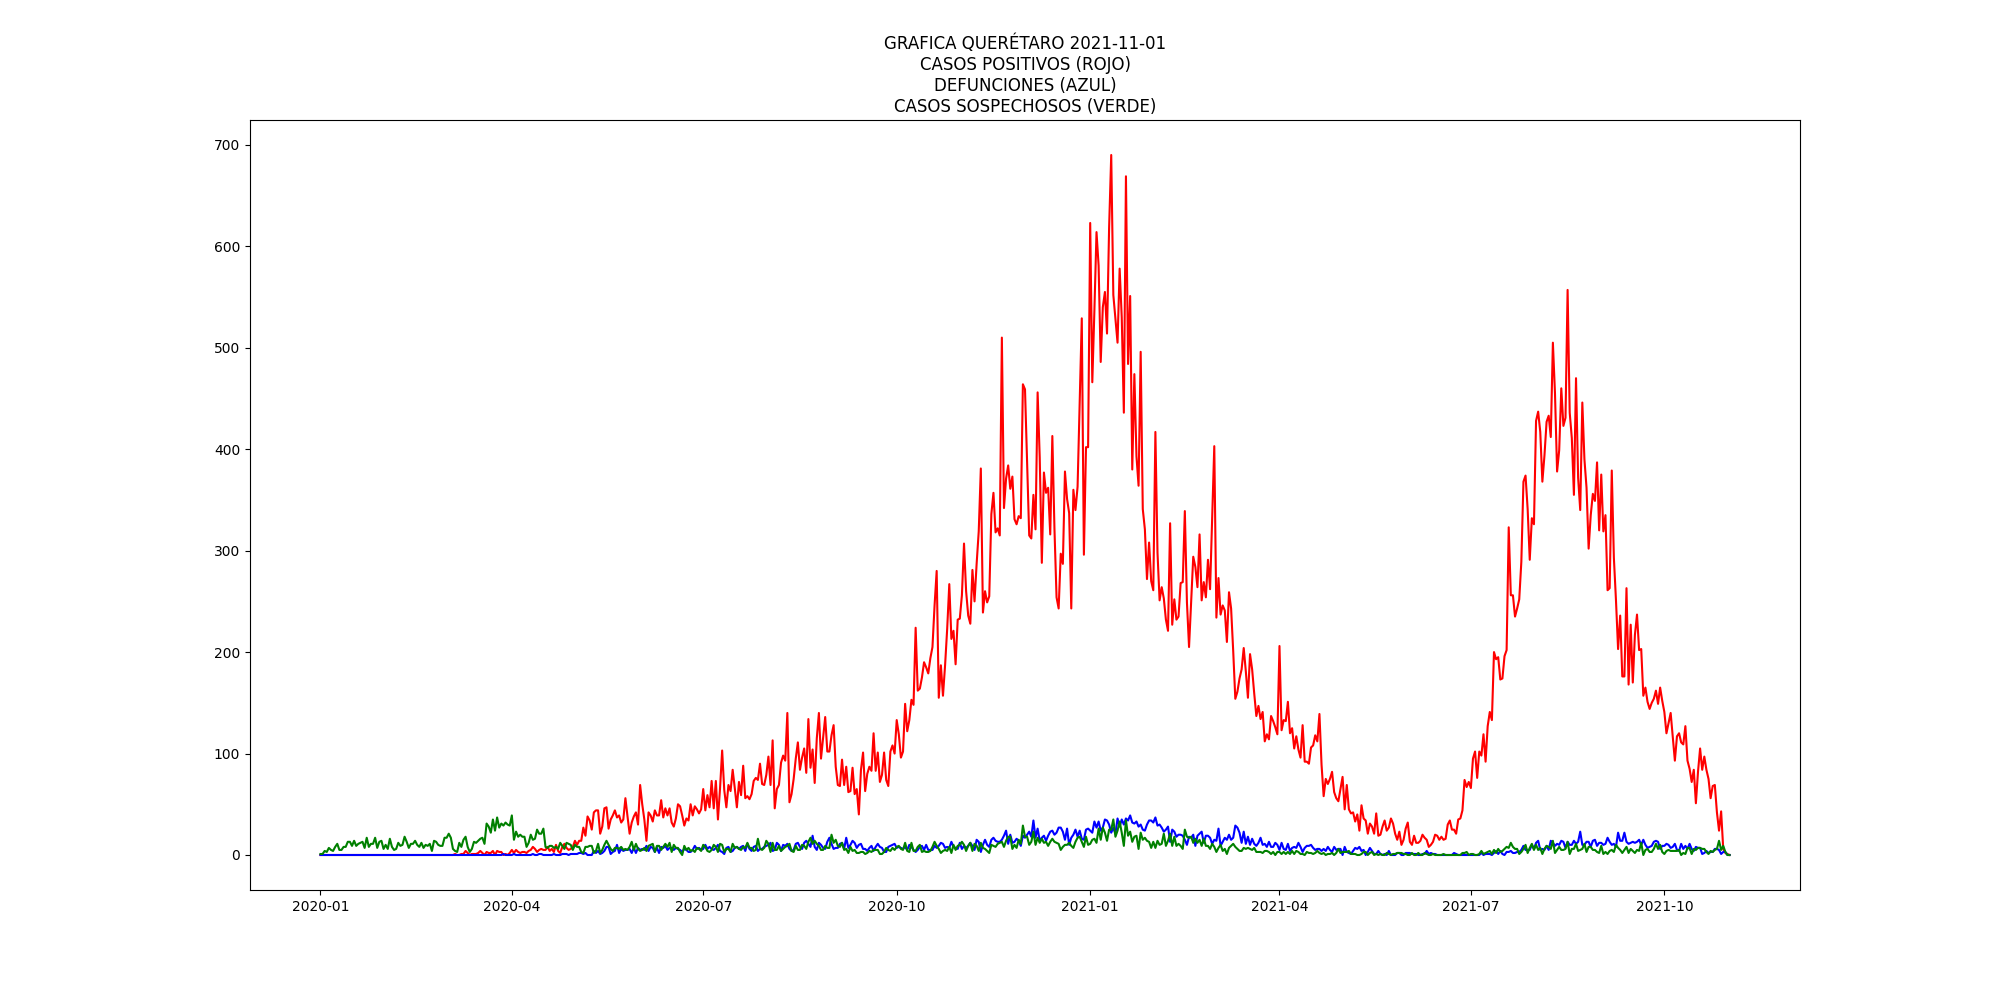 GRAFICA QUERÉTARO 2021-11-01
CASOS POSITIVOS (ROJO)
DEFUNCIONES (AZUL)
CASOS SOSPECHOSOS (VERDE)
700
600
500
400
300
200
100
0
2020-01 2020-04 2020-07 2020-10 2021-01 2021-04 2021-07 2021-10